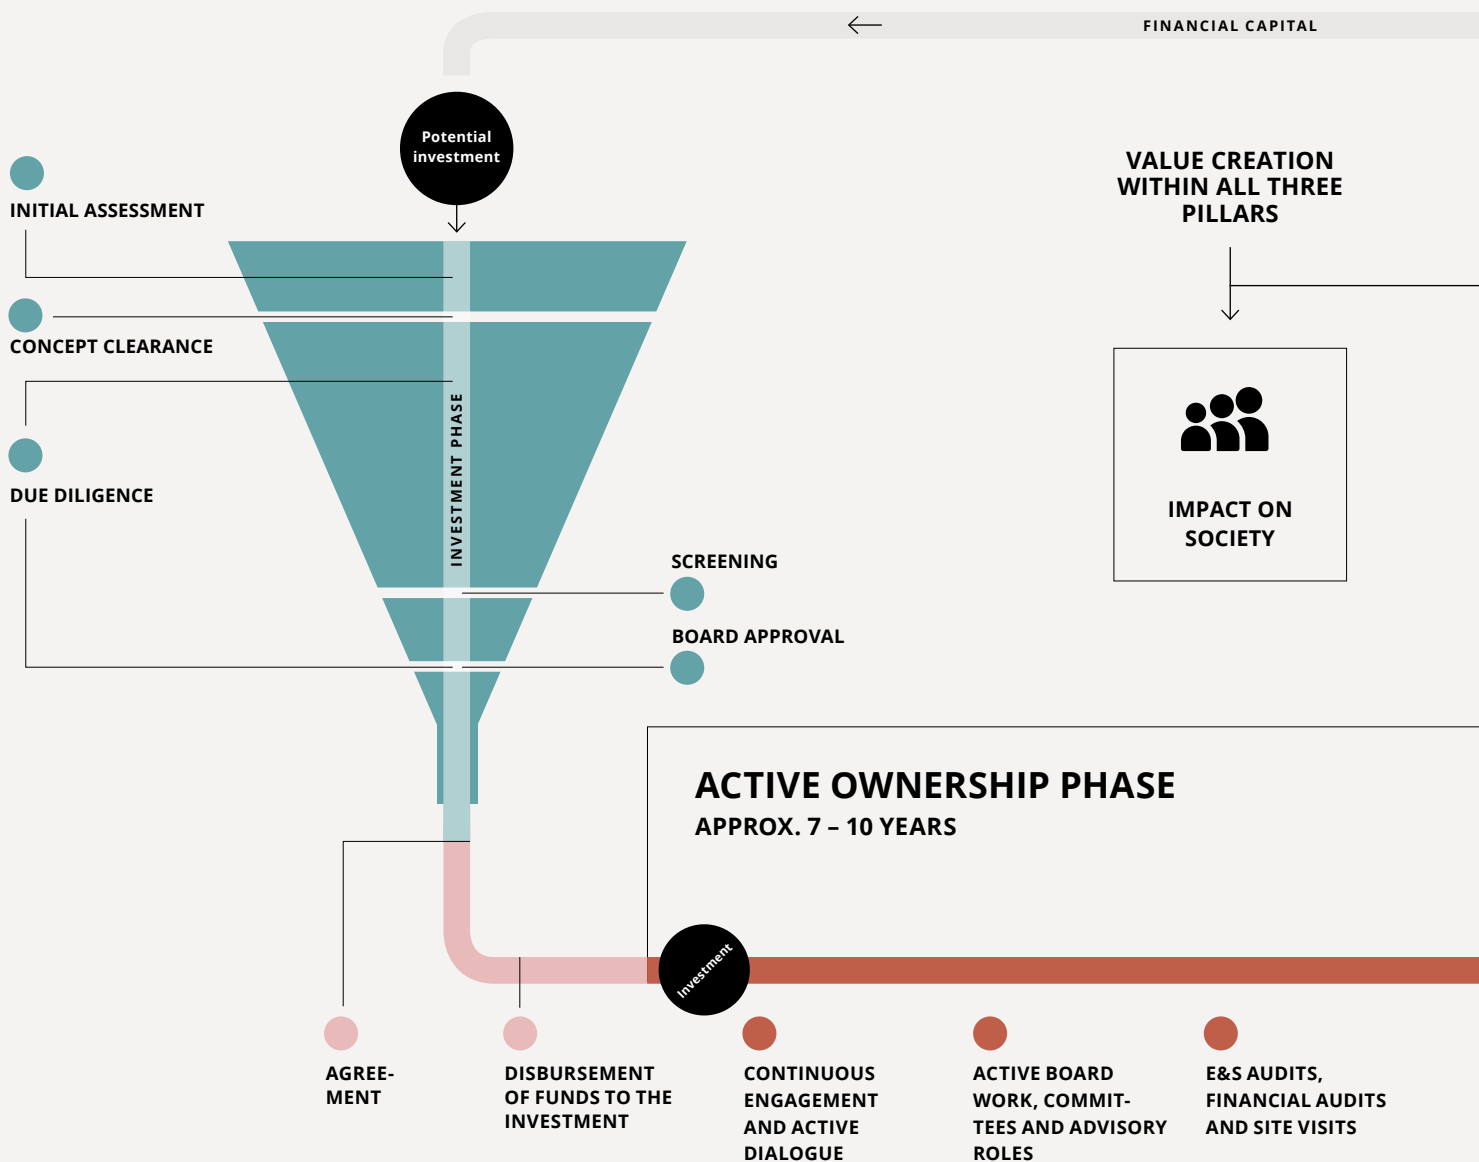 FINANCIAL CAPITAL
Potential
investment
INITIAL ASSESSMENT
CONCEPT CLEARANCE
DUE DILIGENCE
INVESTMENT PHASE
SCREENING
BOARD APPROVAL
VALUE CREATION
WITHIN ALL THREE
PILLARS
IMPACT ON
SOCIETY
ACTIVE OWNERSHIP PHASE
APPROX. 7 – 10 YEARS
Investment
AGREE-
MENT
DISBURSEMENT
OF FUNDS TO THE
INVESTMENT
CONTINUOUS
ENGAGEMENT
AND ACTIVE
DIALOGUE
ACTIVE BOARD
WORK, COMMIT-
TEES AND ADVISORY
ROLES
E&S AUDITS,
FINANCIAL AUDITS
AND SITE VISITS